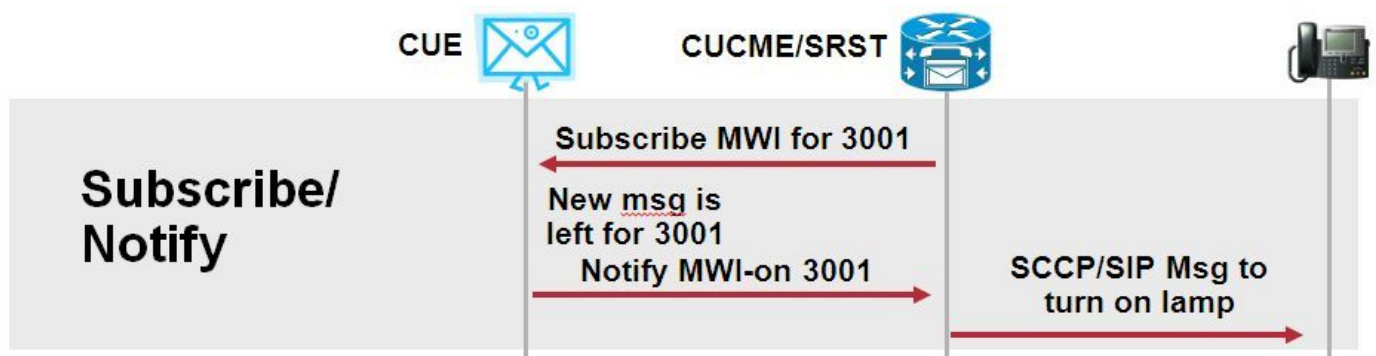 CUE
CUCME/SRST
Subscribe MWI for 3001
Subscribe/
Notify
New msg is
left for 3001
Notify MWI-on 3001
SCCP/SIP Msg to
turn on lamp